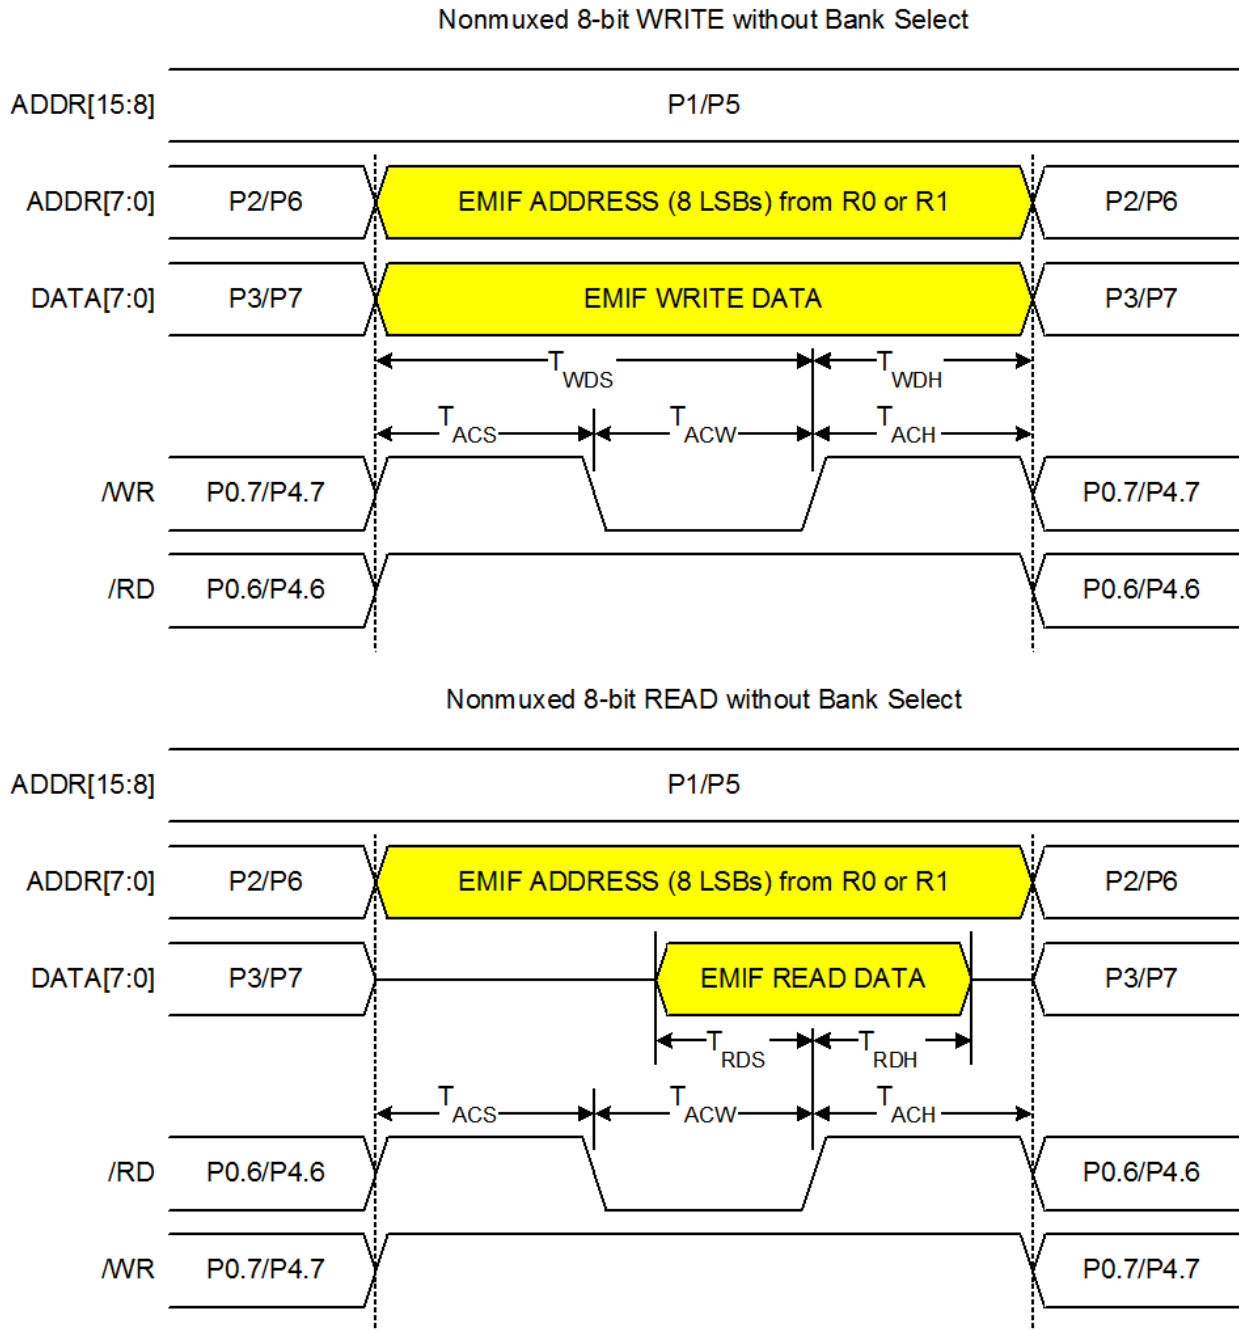 Nonmuxed 8-bit WRITE without Bank Select
ADDR[15:8] P1/P5
ADDR[7:0] P2/P6 EMIF ADDRESS (8 LSBs) from R0 or R1 P2/P6
DATA[7:0] P3/P7 EMIF WRITE DATA P3/P7
TWDS TWDH
TACS TACW TACH
/WR P0.7/P4.7 P0.7/P4.7
/RD P0.6/P4.6 P0.6/P4.6
Nonmuxed 8-bit READ without Bank Select
ADDR[15:8] P1/P5
ADDR[7:0] P2/P6 EMIF ADDRESS (8 LSBs) from R0 or R1 P2/P6
DATA[7:0] P3/P7 EMIF READ DATA P3/P7
TRDS TRDH
TACS TACW TACH
/RD P0.6/P4.6 P0.6/P4.6
/WR P0.7/P4.7 P0.7/P4.7